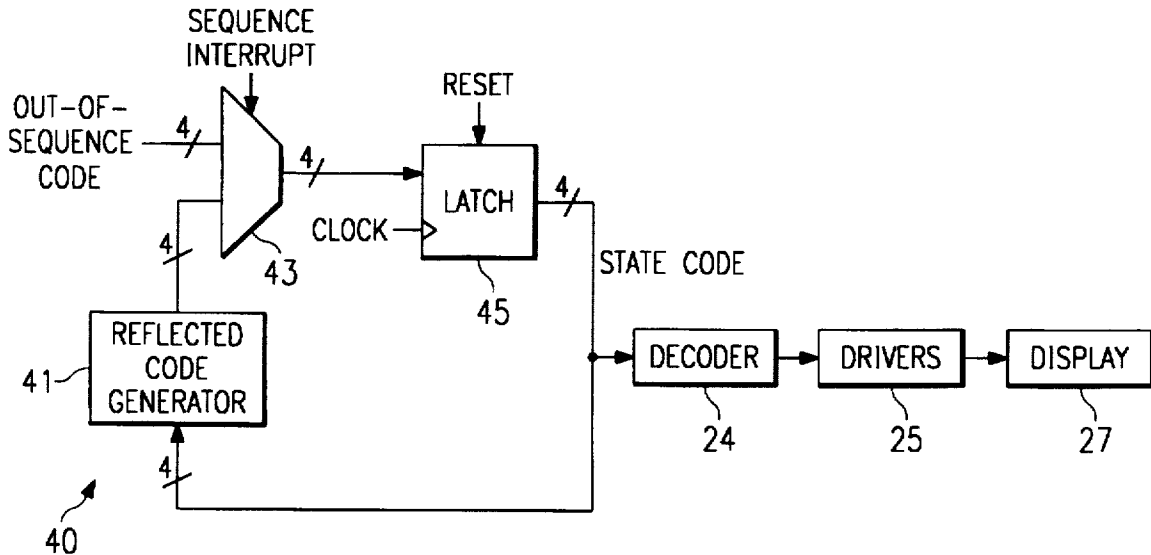 SEQUENCE
INTERRUPT
OUT-OF-
SEQUENCE
CODE
4
4
43
4
RESET
LATCH
CLOCK
45
4
STATE CODE
REFLECTED
CODE
GENERATOR
41
4
40
DECODER
24
DRIVERS
25
DISPLAY
27